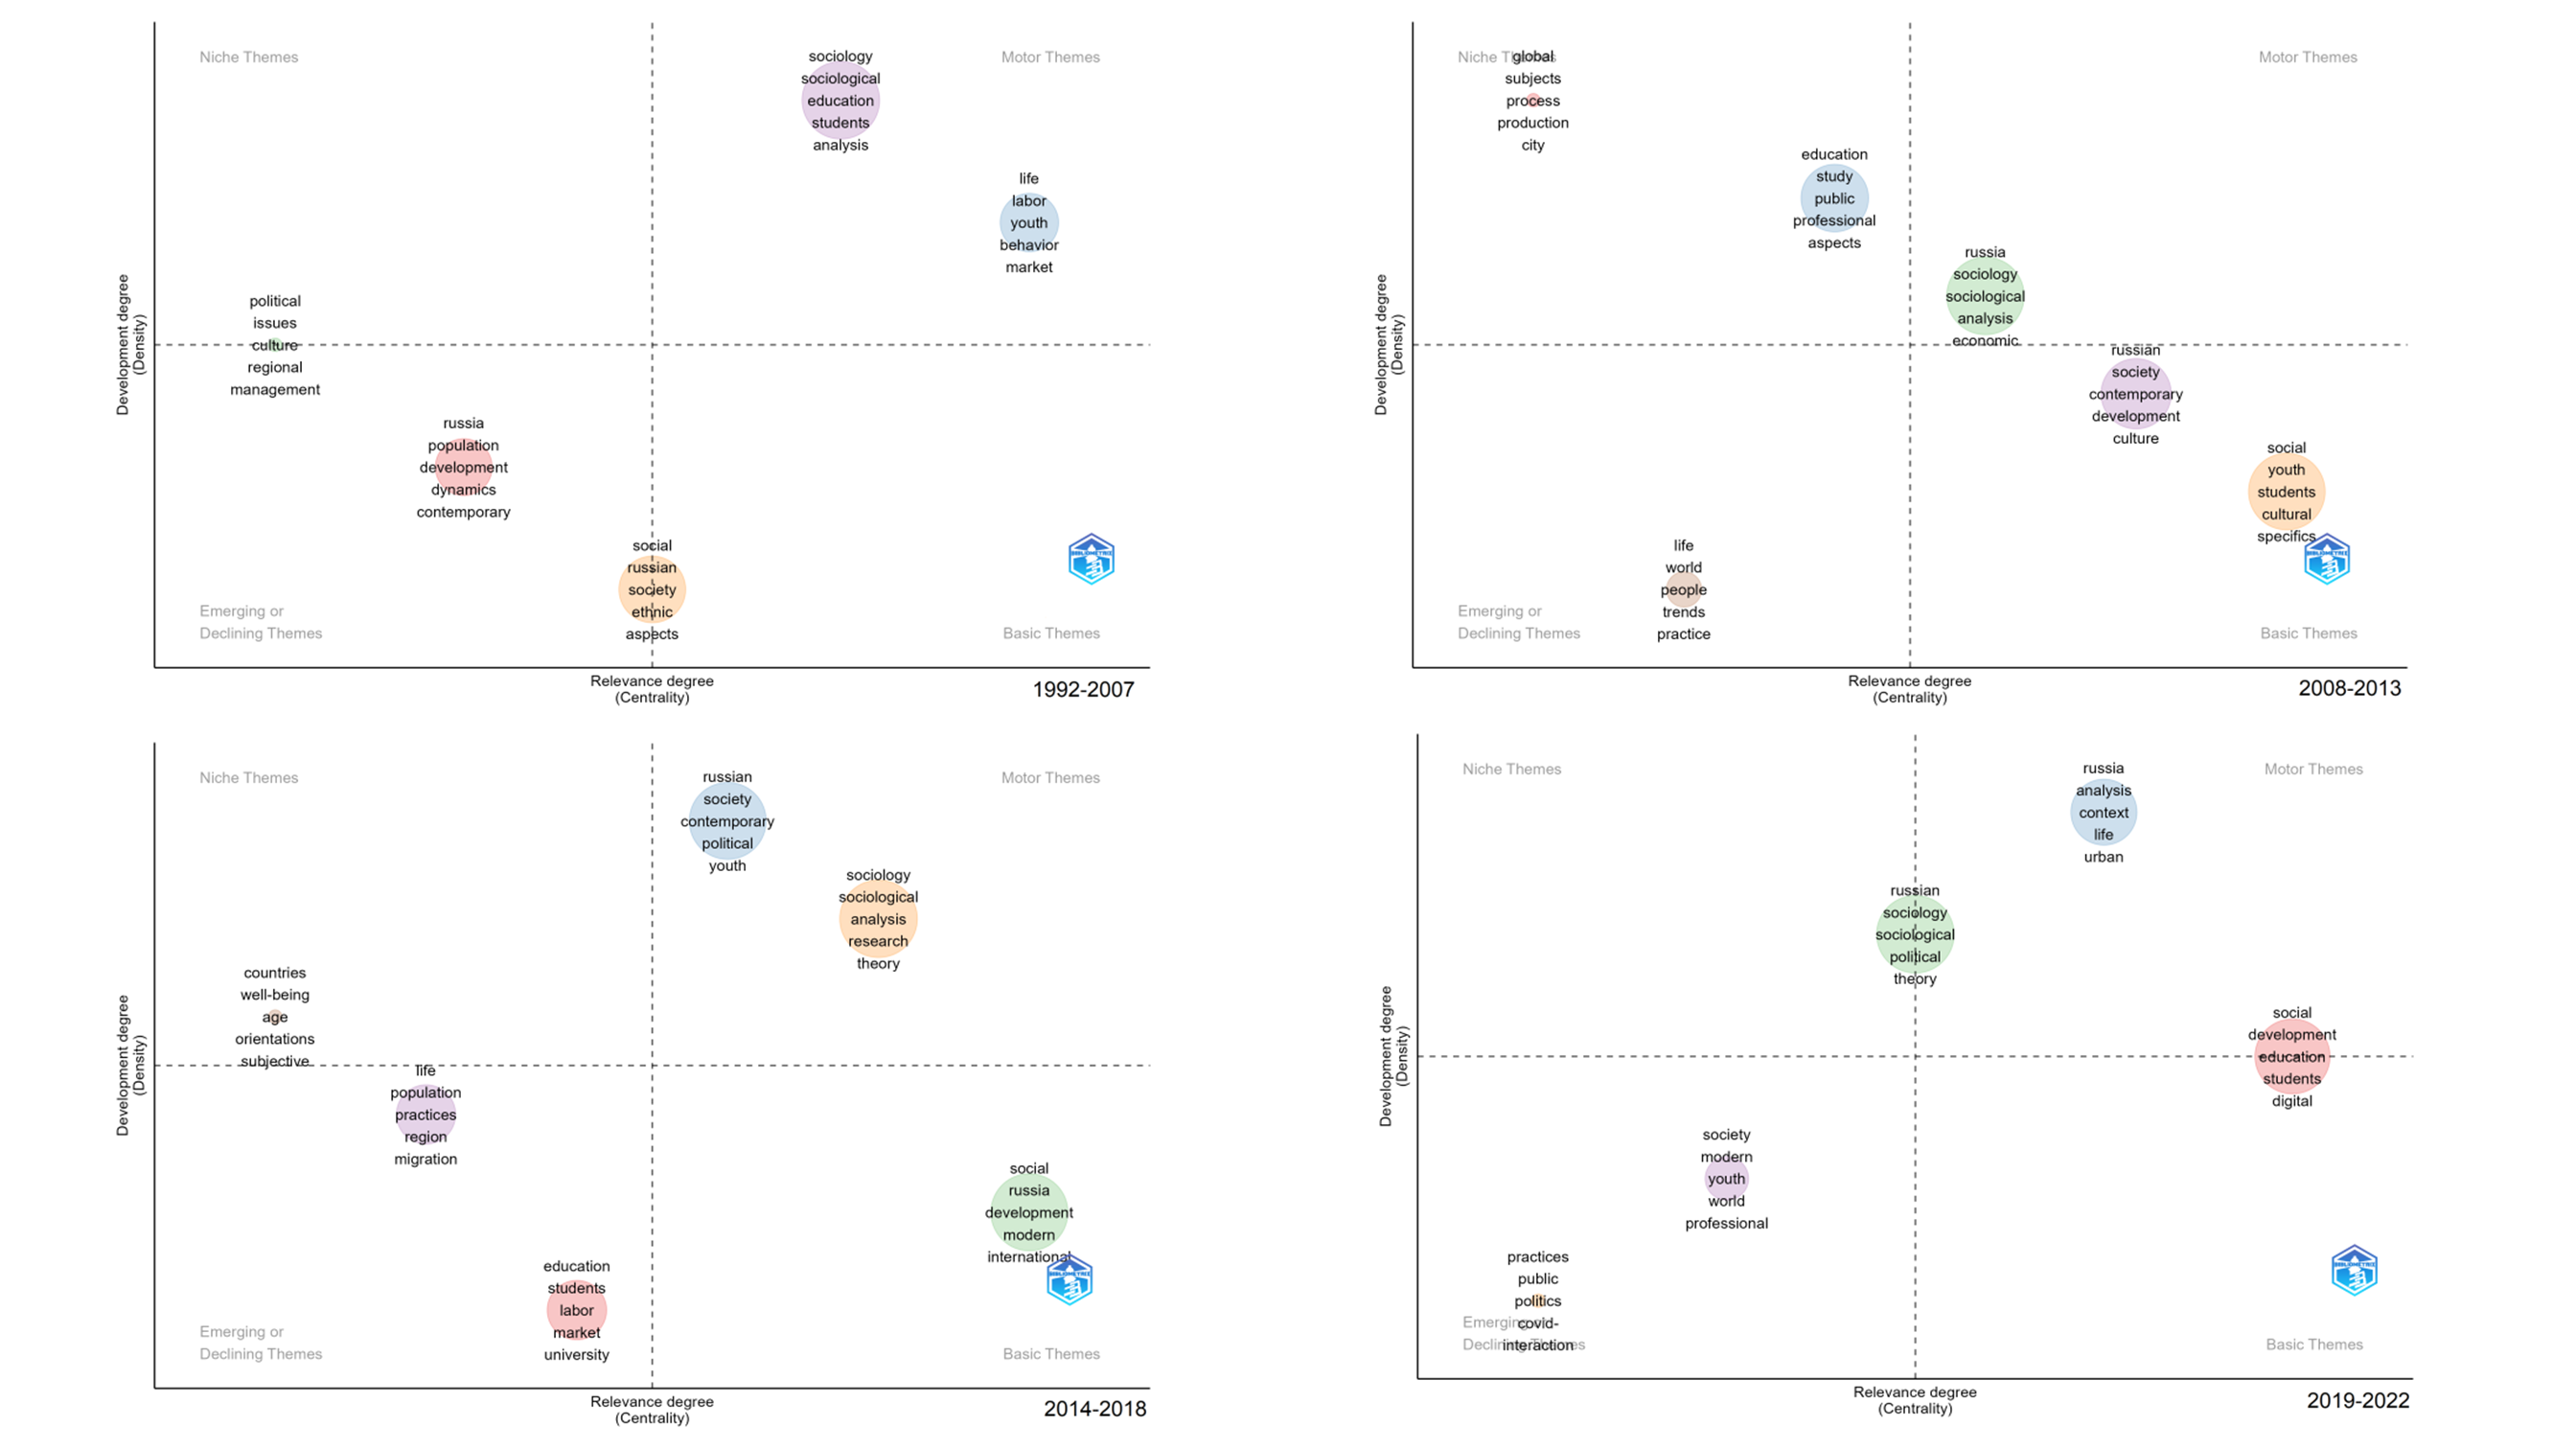 Niche Themes
Motor Themes
sociology
sociological
education
students
analysis
life
labor
youth
behavior
market
political
issues
culture
regional
management
russia
population
development
dynamics
contemporary
social
russian
society
ethnic
aspects
Emerging or
Declining Themes
Basic Themes
BIBLIOMETRIX
Development degree
(Density)
Relevance degree
(Centrality)
1992-2007
Niche Themes
Motor Themes
global
subjects
process
production
city
education
study
public
professional
aspects
russia
sociology
sociological
analysis
economic
russian
society
contemporary
development
culture
social
youth
students
cultural
specifics
life
world
people
trends
practice
Emerging or
Declining Themes
Basic Themes
BIBLIOMETRIX
Development degree
(Density)
Relevance degree
(Centrality)
2008-2013
Niche Themes
Motor Themes
russian
society
contemporary
political
youth
sociology
sociological
analysis
research
theory
countries
well-being
age
orientations
subjective
life
population
practices
region
migration
social
russia
development
modern
international
education
students
labor
market
university
Emerging or
Declining Themes
Basic Themes
BIBLIOMETRIX
Development degree
(Density)
Relevance degree
(Centrality)
2014-2018
Niche Themes
Motor Themes
russia
analysis
context
life
urban
russian
sociology
sociological
political
theory
social
development
education
students
digital
society
modern
youth
world
professional
practices
public
politics
covid-
interaction
Emerging or
Declining Themes
Basic Themes
BIBLIOMETRIX
Development degree
(Density)
Relevance degree
(Centrality)
2019-2022